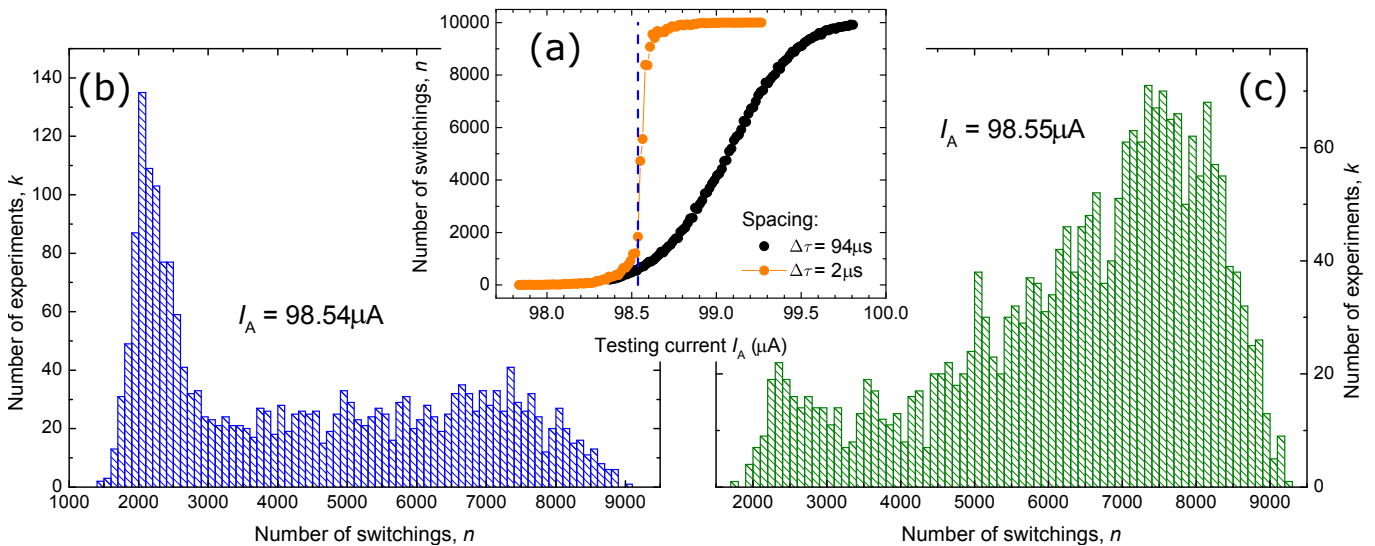 (a)
10000
8000
6000
4000
2000
0
Number of switchings, n
98.0 98.5 99.0 99.5 100.0
Testing current I_A (μA)
Spacing:
Δτ = 94μs
Δτ = 2μs
(b)
140
120
100
80
60
40
20
0
Number of experiments, k
I_A = 98.54μA
1000 2000 3000 4000 5000 6000 7000 8000 9000
Number of switchings, n
(c)
I_A = 98.55μA
60
40
20
0
Number of experiments, k
2000 3000 4000 5000 6000 7000 8000 9000
Number of switchings, n